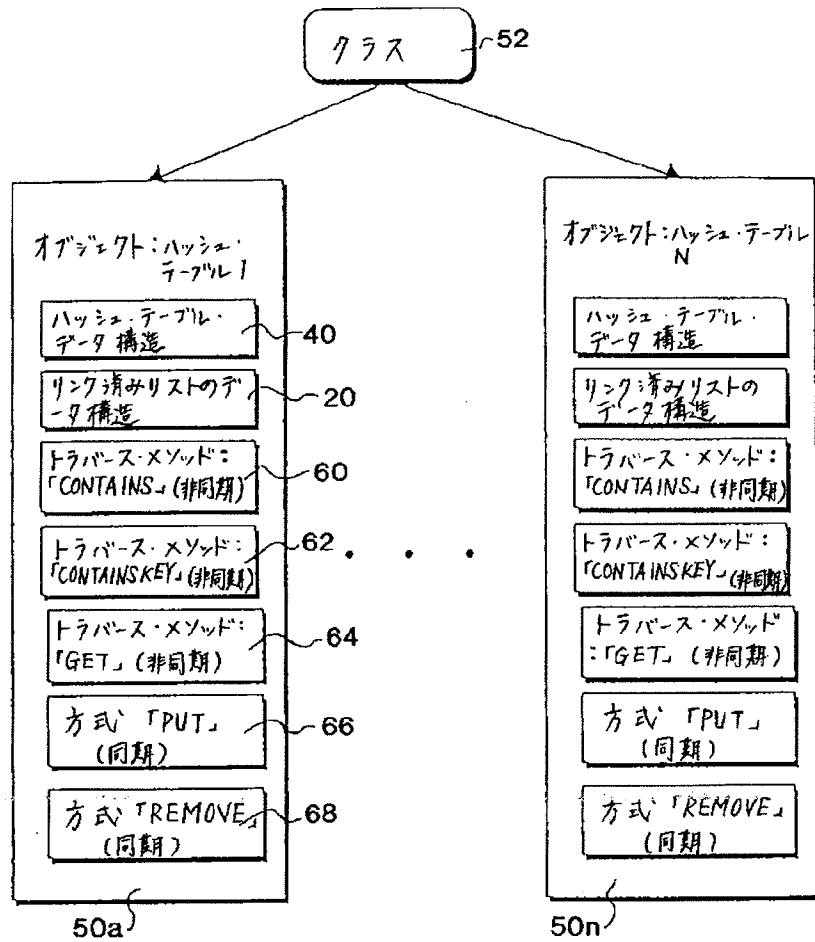 クラス
52
オブジェクト：ハッシュ・
テーブル1
ハッシュ・テーブル・
データ構造
40
リンク済みリストのデ
ータ構造
20
トラバース・メソッド：
「CONTAINS」(非同期)
60
トラバース・メソッド：
「CONTAINSKEY」(非同期)
62
トラバース・メソッド：
「GET」(非同期)
64
方式「PUT」
(同期)
66
方式「REMOVE」
(同期)
68
50a
オブジェクト：ハッシュ・テーブル
N
ハッシュ・テーブル・
データ構造
リンク済みリストの
データ構造
トラバース・メソッド：
「CONTAINS」(非同期)
トラバース・メソッド：
「CONTAINSKEY」(非同期)
トラバース・メソッド
：「GET」(非同期)
方式「PUT」
(同期)
方式「REMOVE」
(同期)
50n